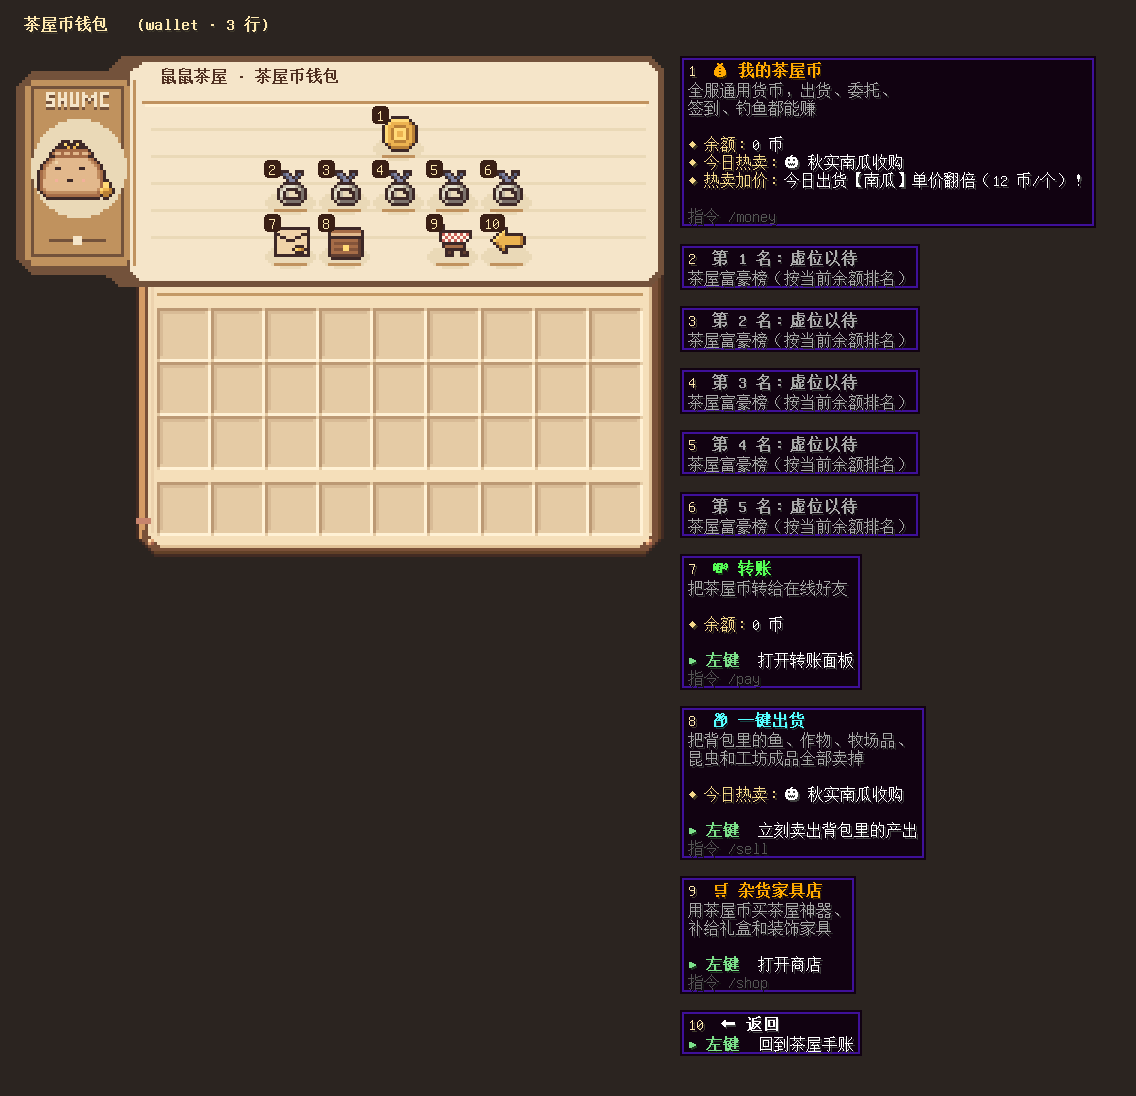 茶屋币钱包 (wallet · 3 行)
SHUMC
鼠鼠茶屋 · 茶屋币钱包
1
2 3 4 5 6
7 8 9 10
1 我的茶屋币
全服通用货币，出货、委托、
签到、钓鱼都能赚
余额：0 币
今日热卖：🎃 秋实南瓜收购
热卖加价：今日出货【南瓜】单价翻倍（12 币/个）！
指令 /money
2 第 1 名：虚位以待
茶屋富豪榜（按当前余额排名）
3 第 2 名：虚位以待
茶屋富豪榜（按当前余额排名）
4 第 3 名：虚位以待
茶屋富豪榜（按当前余额排名）
5 第 4 名：虚位以待
茶屋富豪榜（按当前余额排名）
6 第 5 名：虚位以待
茶屋富豪榜（按当前余额排名）
7 转账
把茶屋币转给在线好友
余额：0 币
▶ 左键 打开转账面板
指令 /pay
8 一键出货
把背包里的鱼、作物、牧场品、
昆虫和工坊成品全部卖掉
今日热卖：🎃 秋实南瓜收购
▶ 左键 立刻卖出背包里的产出
指令 /sell
9 🛒 杂货家具店
用茶屋币买茶屋神器、
补给礼盒和装饰家具
▶ 左键 打开商店
指令 /shop
10 ⬅ 返回
▶ 左键 回到茶屋手账